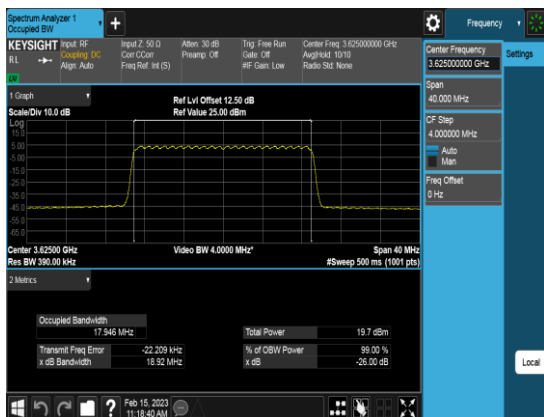 Spectrum Analyzer 1
Occupied BW
Frequency
KEYSIGHT
RL
Input: RF
Coupling: DC
Align: Auto
Input Z: 50 Ω
Corr CCorr
Freq Ref: Int (S)
Atten: 30 dB
Preamp: Off
Trig: Free Run
Gate: Off
#IF Gain: Low
Center Freq: 3.625000000 GHz
Avg|Hold: 10/10
Radio Std: None
Center Frequency
3.625000000 GHz
Settings
Span
40.000 MHz
CF Step
4.000000 MHz
Auto
Man
Freq Offset
0 Hz
1 Graph
Scale/Div 10.0 dB
Ref Lvl Offset 12.50 dB
Ref Value 25.00 dBm
Log
15.0
5.00
-5.00
-15.0
-25.0
-35.0
-45.0
-55.0
-65.0
Center 3.62500 GHz
Res BW 390.00 kHz
Video BW 4.0000 MHz*
Span 40 MHz
#Sweep 500 ms (1001 pts)
2 Metrics
Occupied Bandwidth
17.946 MHz
Total Power 19.7 dBm
Transmit Freq Error -22.209 kHz
% of OBW Power 99.00 %
x dB Bandwidth 18.92 MHz
x dB -26.00 dB
Local
Feb 15, 2023
11:18:40 AM